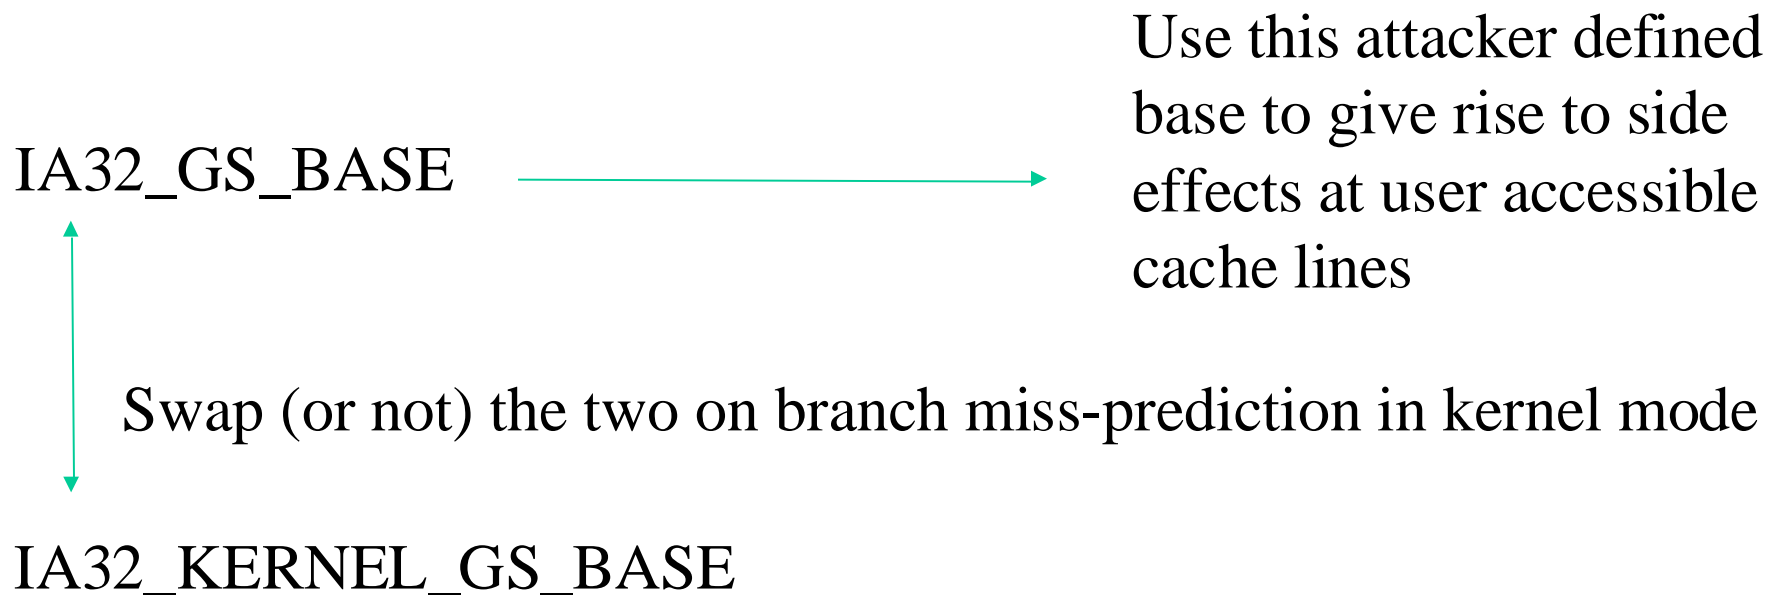 Use this attacker defined
base to give rise to side
effects at user accessible
cache lines
IA32_GS_BASE
Swap (or not) the two on branch miss-prediction in kernel mode
IA32_KERNEL_GS_BASE